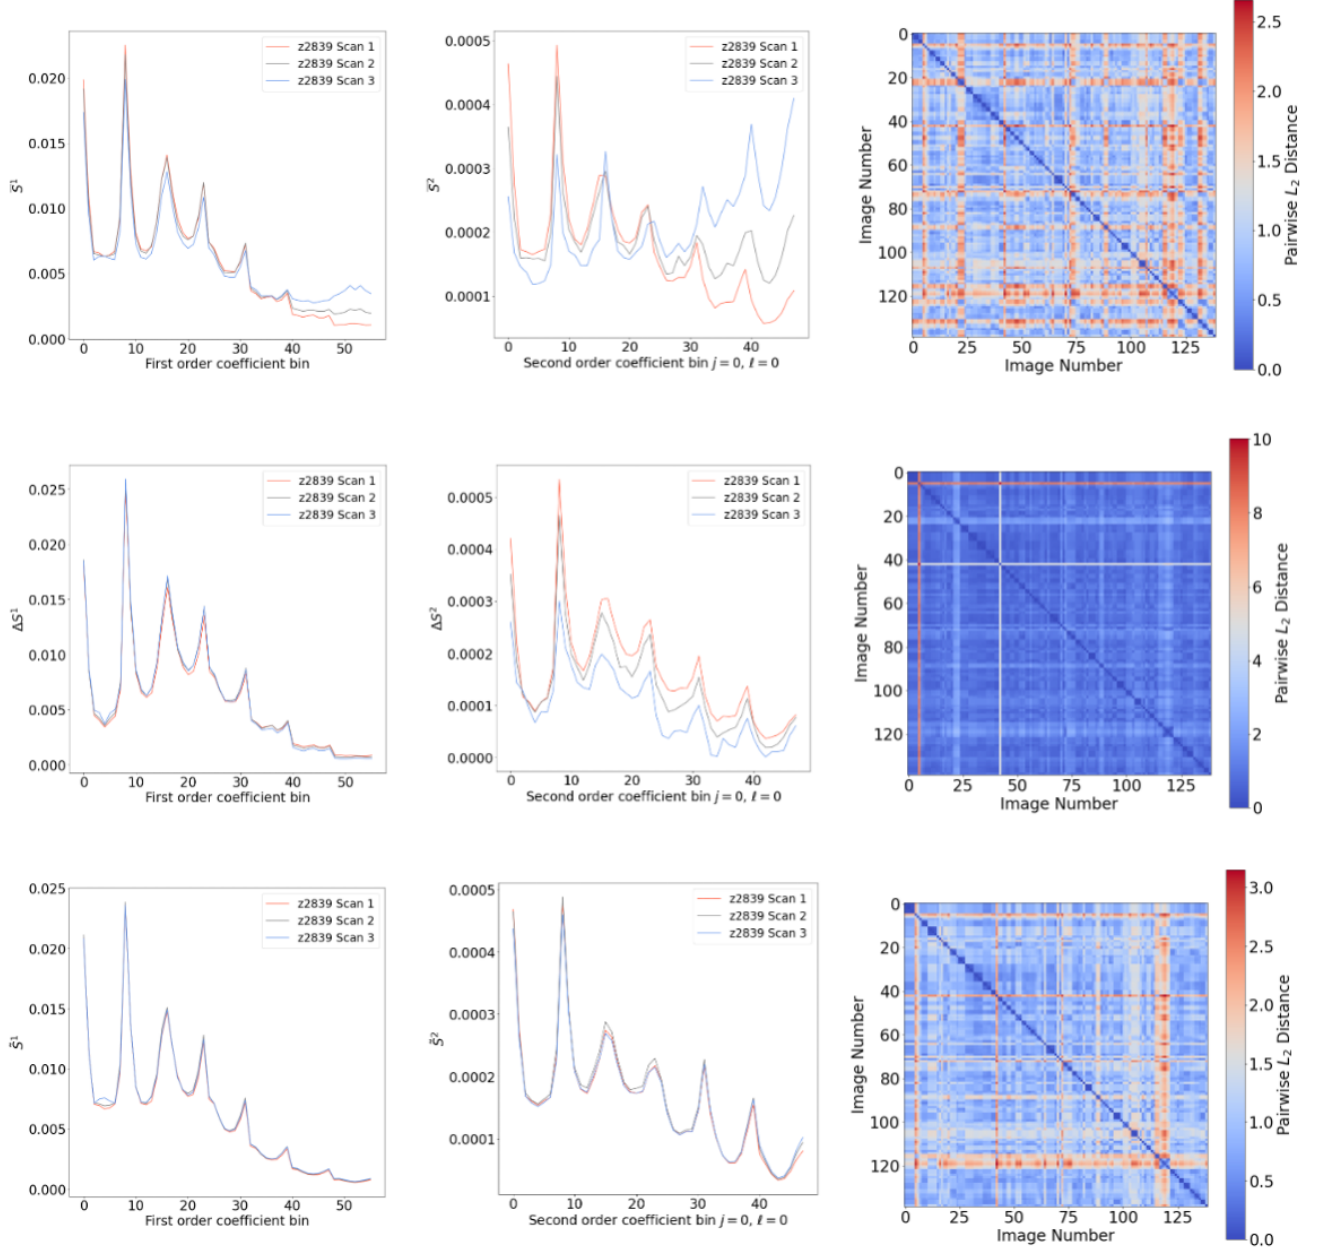 z2839 Scan 1
z2839 Scan 2
z2839 Scan 3
0.020
0.015
0.010
0.005
0.000
S̄¹
0 10 20 30 40 50
First order coefficient bin
z2839 Scan 1
z2839 Scan 2
z2839 Scan 3
0.0005
0.0004
0.0003
0.0002
0.0001
S̄²
0 10 20 30 40
Second order coefficient bin j = 0, ℓ = 0
0
20
40
60
80
100
120
Image Number
0 25 50 75 100 125
Image Number
2.5
2.0
1.5
1.0
0.5
0.0
Pairwise L₂ Distance
z2839 Scan 1
z2839 Scan 2
z2839 Scan 3
0.025
0.020
0.015
0.010
0.005
0.000
ΔS¹
0 10 20 30 40 50
First order coefficient bin
z2839 Scan 1
z2839 Scan 2
z2839 Scan 3
0.0005
0.0004
0.0003
0.0002
0.0001
0.0000
ΔS²
0 10 20 30 40
Second order coefficient bin j = 0, ℓ = 0
0
20
40
60
80
100
120
Image Number
0 25 50 75 100 125
Image Number
10
8
6
4
2
0
Pairwise L₂ Distance
z2839 Scan 1
z2839 Scan 2
z2839 Scan 3
0.025
0.020
0.015
0.010
0.005
0.000
S̃¹
0 10 20 30 40 50
First order coefficient bin
z2839 Scan 1
z2839 Scan 2
z2839 Scan 3
0.0005
0.0004
0.0003
0.0002
0.0001
S̃²
0 10 20 30 40
Second order coefficient bin j = 0, ℓ = 0
0
20
40
60
80
100
120
Image Number
0 25 50 75 100 125
Image Number
3.0
2.5
2.0
1.5
1.0
0.5
0.0
Pairwise L₂ Distance